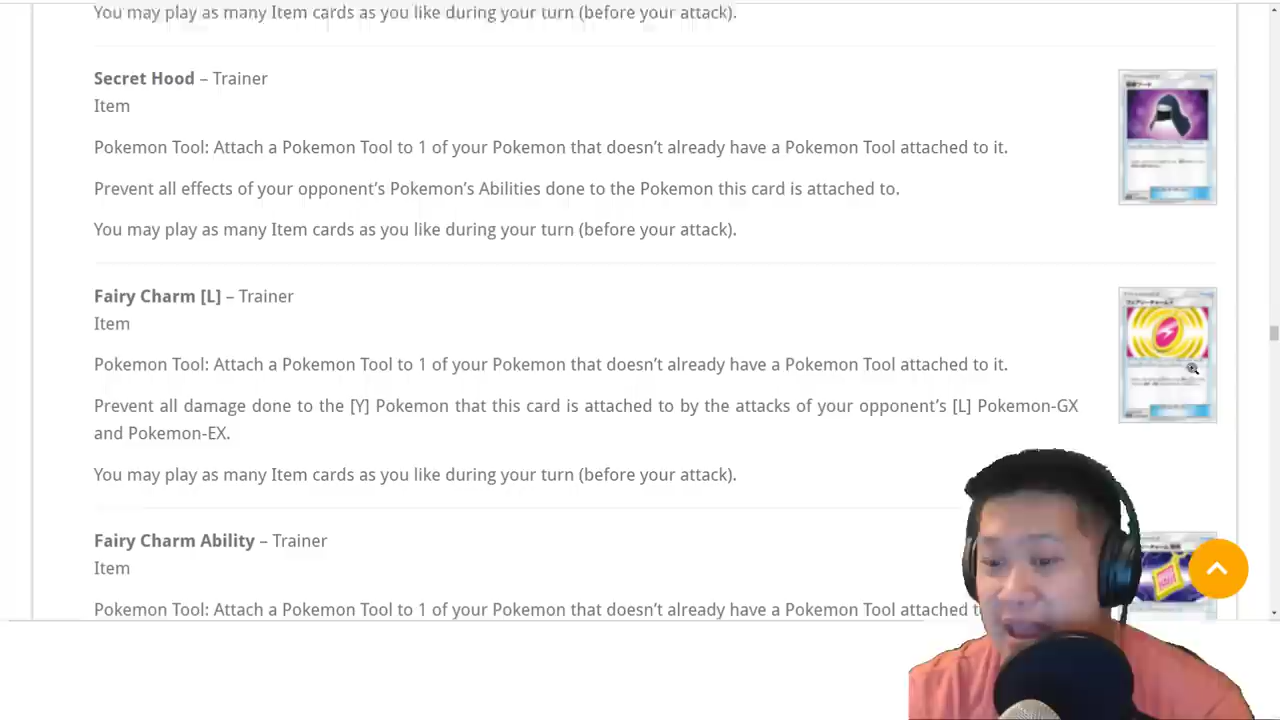 You may play as many Item cards as you like during your turn (before your attack).
Secret Hood – Trainer
Item
Pokemon Tool: Attach a Pokemon Tool to 1 of your Pokemon that doesn’t already have a Pokemon Tool attached to it.
Prevent all effects of your opponent’s Pokemon’s Abilities done to the Pokemon this card is attached to.
You may play as many Item cards as you like during your turn (before your attack).
Fairy Charm [L] – Trainer
Item
Pokemon Tool: Attach a Pokemon Tool to 1 of your Pokemon that doesn’t already have a Pokemon Tool attached to it.
Prevent all damage done to the [Y] Pokemon that this card is attached to by the attacks of your opponent’s [L] Pokemon-GX
and Pokemon-EX.
You may play as many Item cards as you like during your turn (before your attack).
Fairy Charm Ability – Trainer
Item
Pokemon Tool: Attach a Pokemon Tool to 1 of your Pokemon that doesn’t already have a Pokemon Tool attached